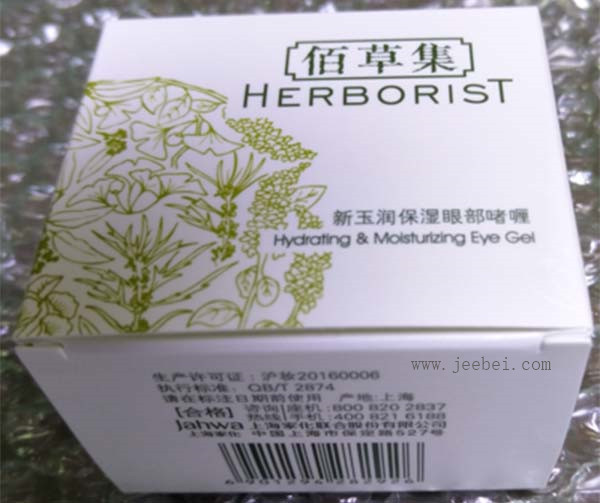 佰草集
HERBORIST
新玉润保湿眼部啫喱
Hydrating & Moisturizing Eye Gel
www.jeebei.com
生产许可证：沪妆20160006
执行标准：QB/T 2874
请在标注日期前使用 产地:上海
[合格] 咨询|座机:800 820 2837
热线|手机:400 821 6188
Jahwa 上海家化联合股份有限公司
上海家化 中国上海市保定路527号
6901294282926